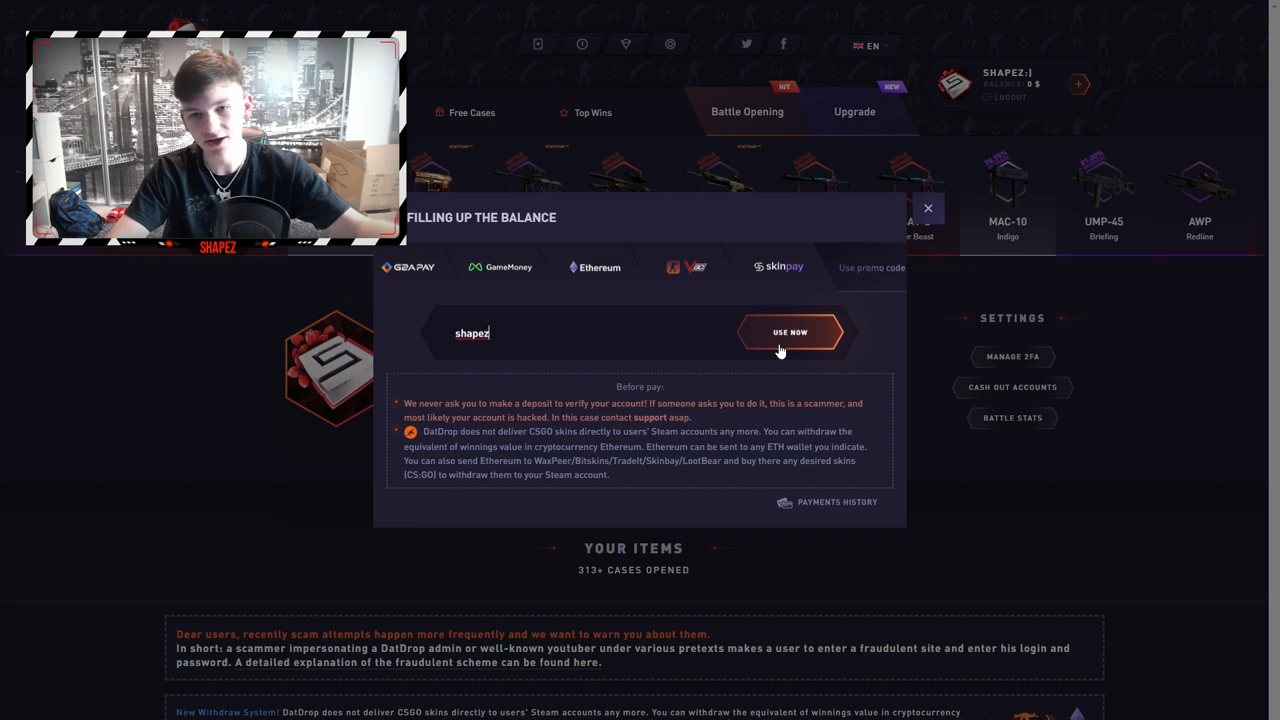 EN
SHAPEZ:]
BALANCE: 0 $
LOGOUT
HIT
NEW
Free Cases
Top Wins
Battle Opening
Upgrade
SHAPEZ
MAC-10
Indigo
UMP-45
Briefing
AWP
Redline
r Beast
FILLING UP THE BALANCE
G2A PAY
GameMoney
Ethereum
skinpay
Use promo code
shapez
USE NOW
Before pay:
We never ask you to make a deposit to verify your account! If someone asks you to do it, this is a scammer, and
most likely your account is hacked. In this case contact support asap.
DatDrop does not deliver CSGO skins directly to users' Steam accounts any more. You can withdraw the
equivalent of winnings value in cryptocurrency Ethereum. Ethereum can be sent to any ETH wallet you indicate.
You can also send Ethereum to WaxPeer/Bitskins/TradeIt/Skinbay/LootBear and buy there any desired skins
(CS:GO) to withdraw them to your Steam account.
PAYMENTS HISTORY
SETTINGS
MANAGE 2FA
CASH OUT ACCOUNTS
BATTLE STATS
YOUR ITEMS
313+ CASES OPENED
Dear users, recently scam attempts happen more frequently and we want to warn you about them.
In short: a scammer impersonating a DatDrop admin or well-known youtuber under various pretexts makes a user to enter a fraudulent site and enter his login and
password. A detailed explanation of the fraudulent scheme can be found here.
New Withdraw System! DatDrop does not deliver CSGO skins directly to users' Steam accounts any more. You can withdraw the equivalent of winnings value in cryptocurrency